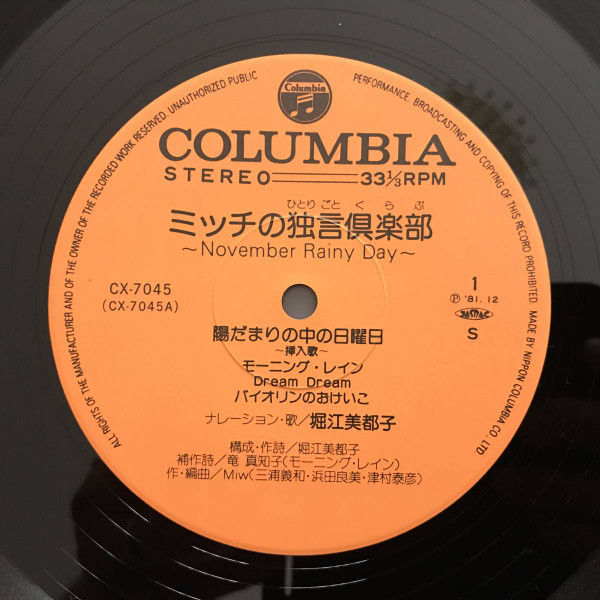 ALL RIGHTS OF THE MANUFACTURER AND OF THE OWNER OF THE RECORDED WORK RESERVED. UNAUTHORIZED PUBLIC PERFORMANCE, BROADCASTING AND COPYING OF THIS RECORD PROHIBITED. MADE BY NIPPON COLUMBIA CO., LTD.
Columbia
COLUMBIA
STEREO 33⅓RPM
ひとりごとくらぶ
ミッチの独言倶楽部
~November Rainy Day~
CX-7045 1
(CX-7045A) Ⓟ '81. 12
JASRAC
S
陽だまりの中の日曜日
~挿入歌~
モーニング・レイン
Dream Dream
バイオリンのおけいこ
ナレーション・歌/堀江美都子
構成・作詩/堀江美都子
補作詩/竜 真知子(モーニング・レイン)
作・編曲/Miw(三浦義和・浜田良美・津村泰彦)